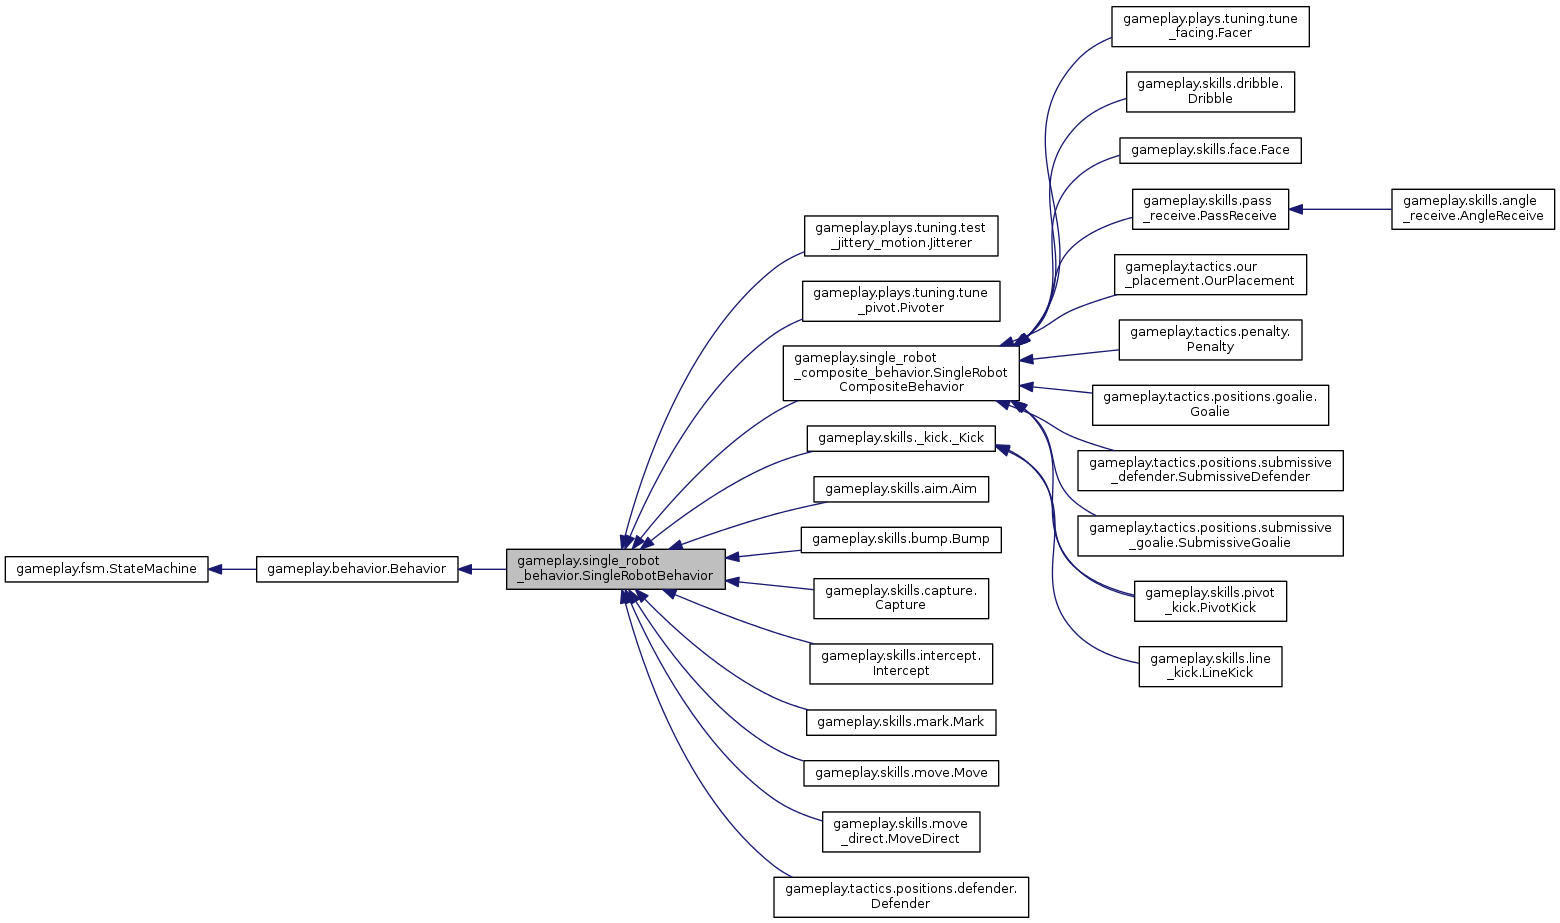 gameplay.fsm.StateMachine
gameplay.behavior.Behavior
gameplay.single_robot
_behavior.SingleRobotBehavior
gameplay.plays.tuning.test
_jittery_motion.Jitterer
gameplay.plays.tuning.tune
_pivot.Pivoter
gameplay.single_robot
_composite_behavior.SingleRobot
CompositeBehavior
gameplay.skills._kick._Kick
gameplay.skills.aim.Aim
gameplay.skills.bump.Bump
gameplay.skills.capture.
Capture
gameplay.skills.intercept.
Intercept
gameplay.skills.mark.Mark
gameplay.skills.move.Move
gameplay.skills.move
_direct.MoveDirect
gameplay.tactics.positions.defender.
Defender
gameplay.plays.tuning.tune
_facing.Facer
gameplay.skills.dribble.
Dribble
gameplay.skills.face.Face
gameplay.skills.pass
_receive.PassReceive
gameplay.tactics.our
_placement.OurPlacement
gameplay.tactics.penalty.
Penalty
gameplay.tactics.positions.goalie.
Goalie
gameplay.tactics.positions.submissive
_defender.SubmissiveDefender
gameplay.tactics.positions.submissive
_goalie.SubmissiveGoalie
gameplay.skills.pivot
_kick.PivotKick
gameplay.skills.line
_kick.LineKick
gameplay.skills.angle
_receive.AngleReceive